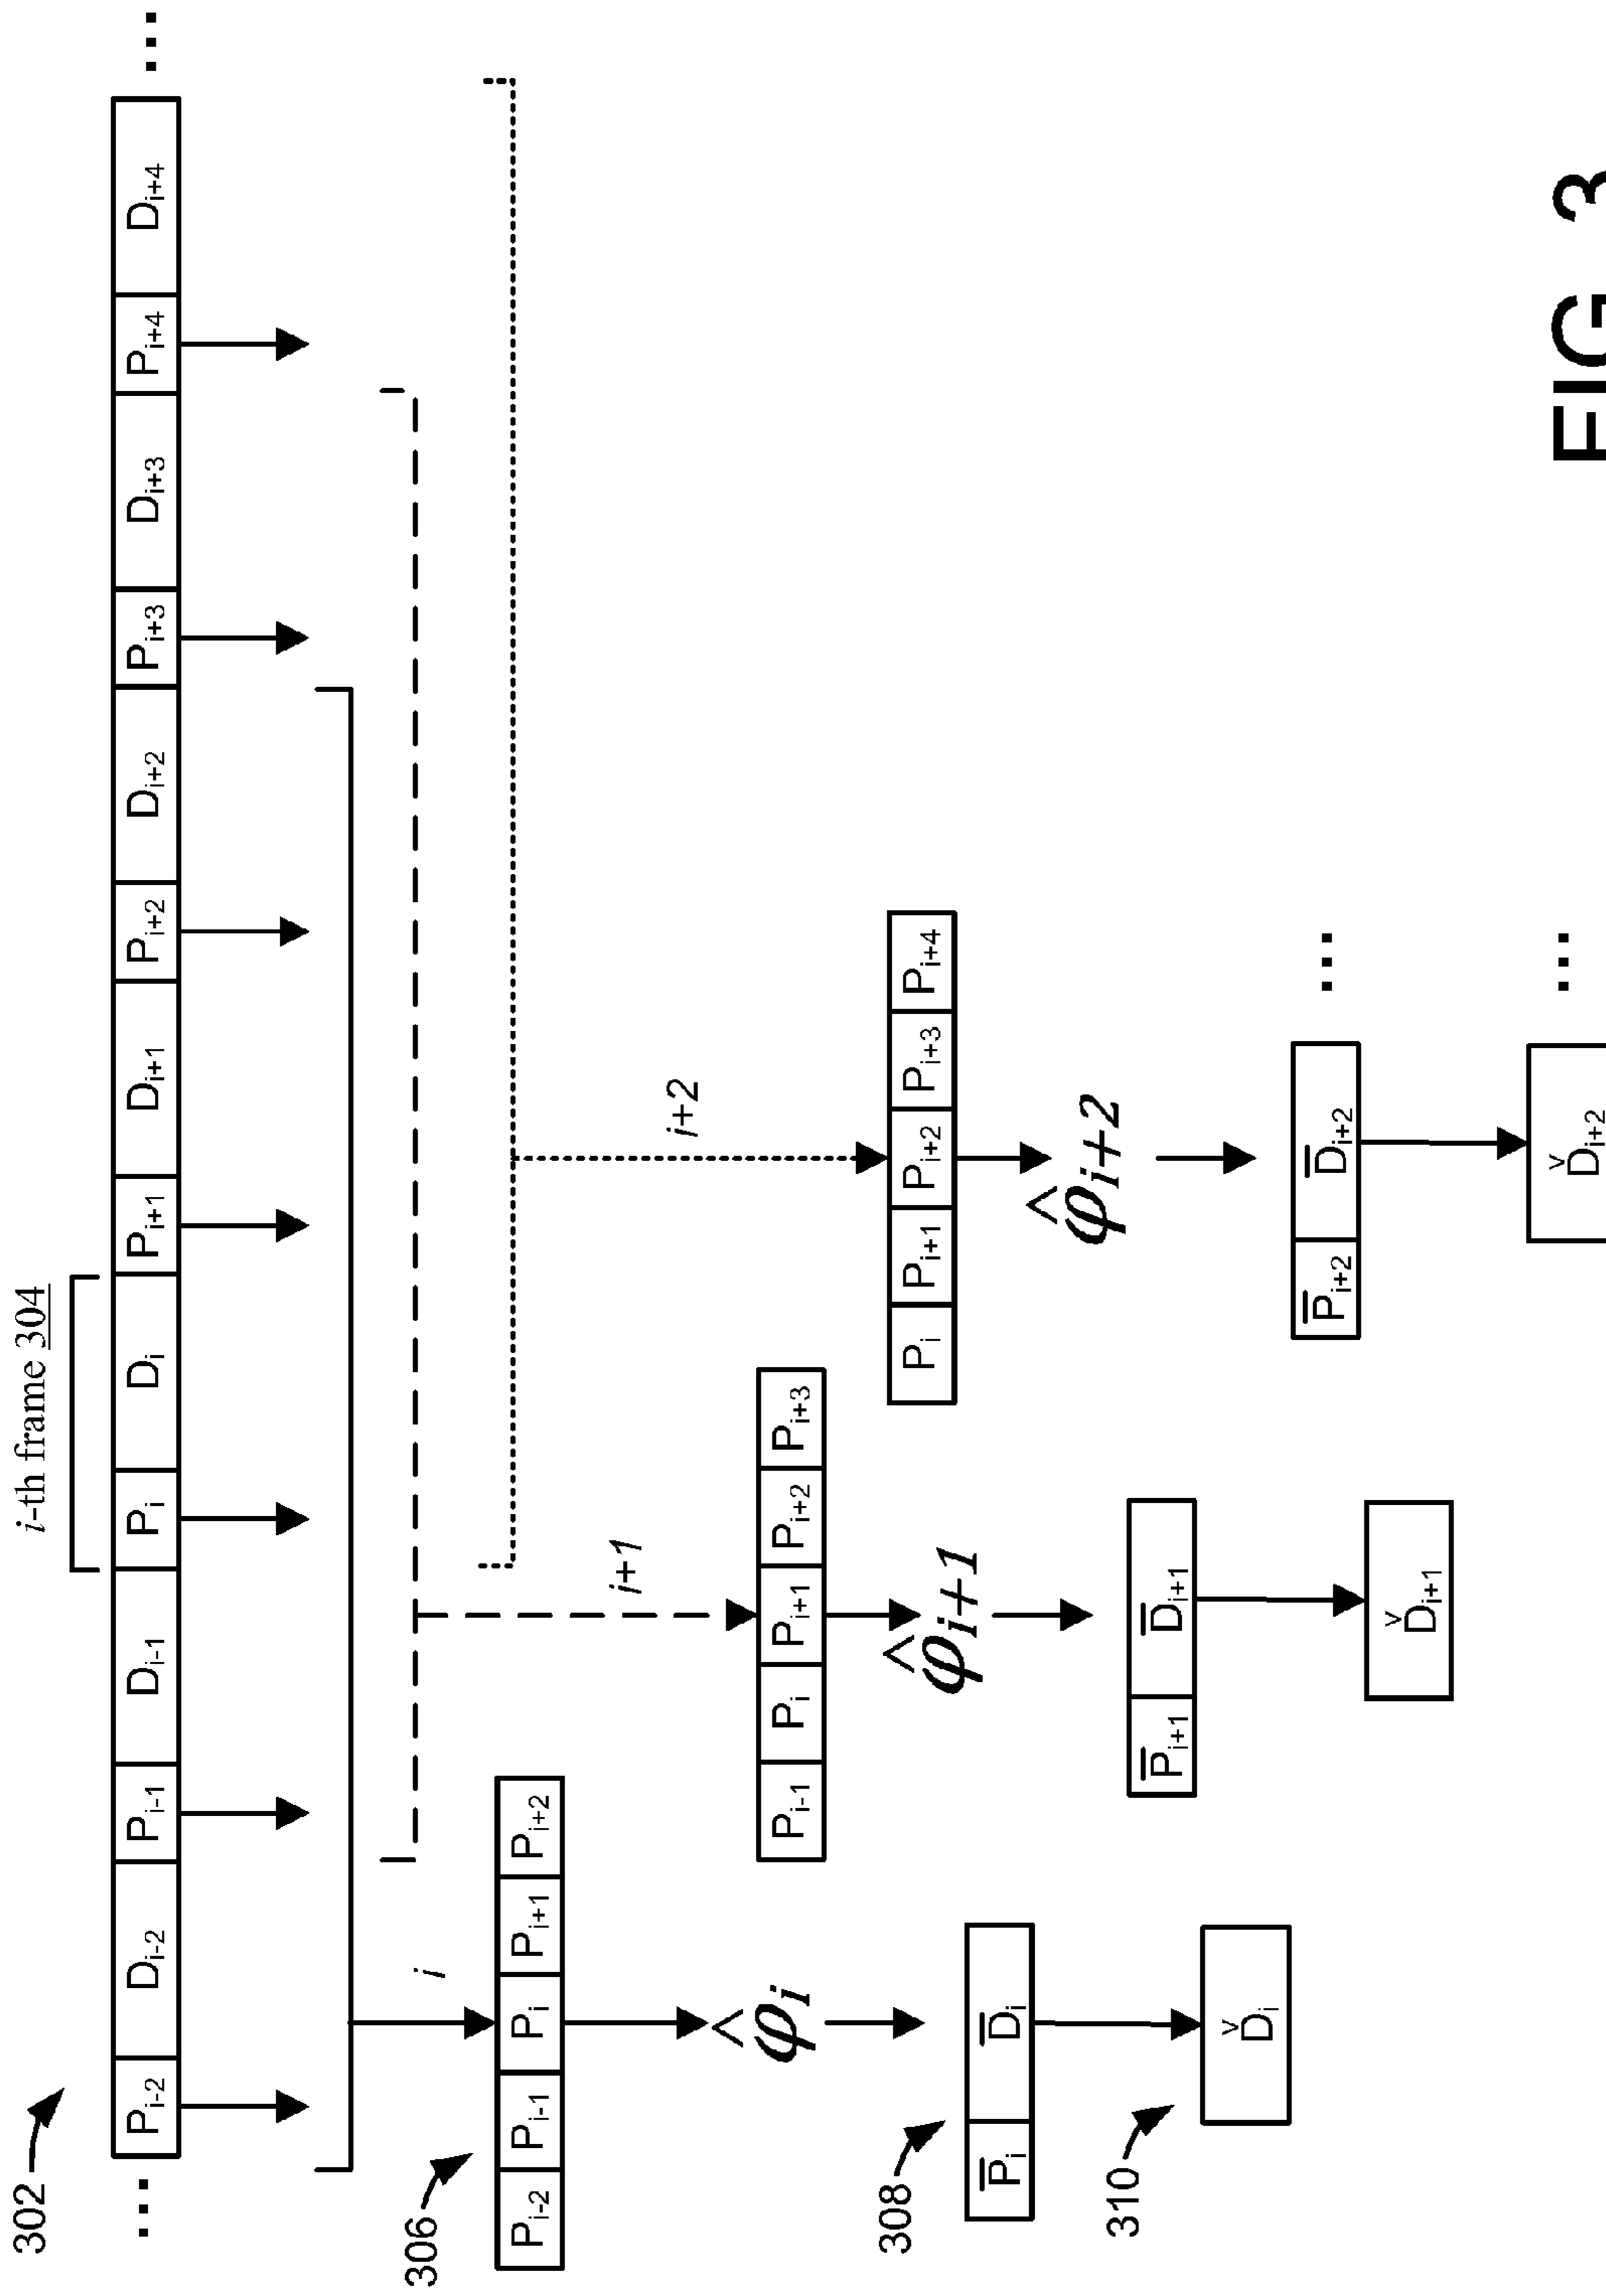 302
i-th frame 304
... P_{i-2} D_{i-2} P_{i-1} D_{i-1} P_i D_i P_{i+1} D_{i+1} P_{i+2} D_{i+2} P_{i+3} D_{i+3} P_{i+4} D_{i+4} ...
i
i+1
i+2
306
P_{i-2} P_{i-1} P_i P_{i+1} P_{i+2}
P_{i-1} P_i P_{i+1} P_{i+2} P_{i+3}
P_i P_{i+1} P_{i+2} P_{i+3} P_{i+4}
φ̂_i
φ̂_{i+1}
φ̂_{i+2}
308
P̅_i D̅_i
P̅_{i+1} D̅_{i+1}
P̅_{i+2} D̅_{i+2} ...
310
Ď_i
Ď_{i+1}
Ď_{i+2} ...
FIG 3